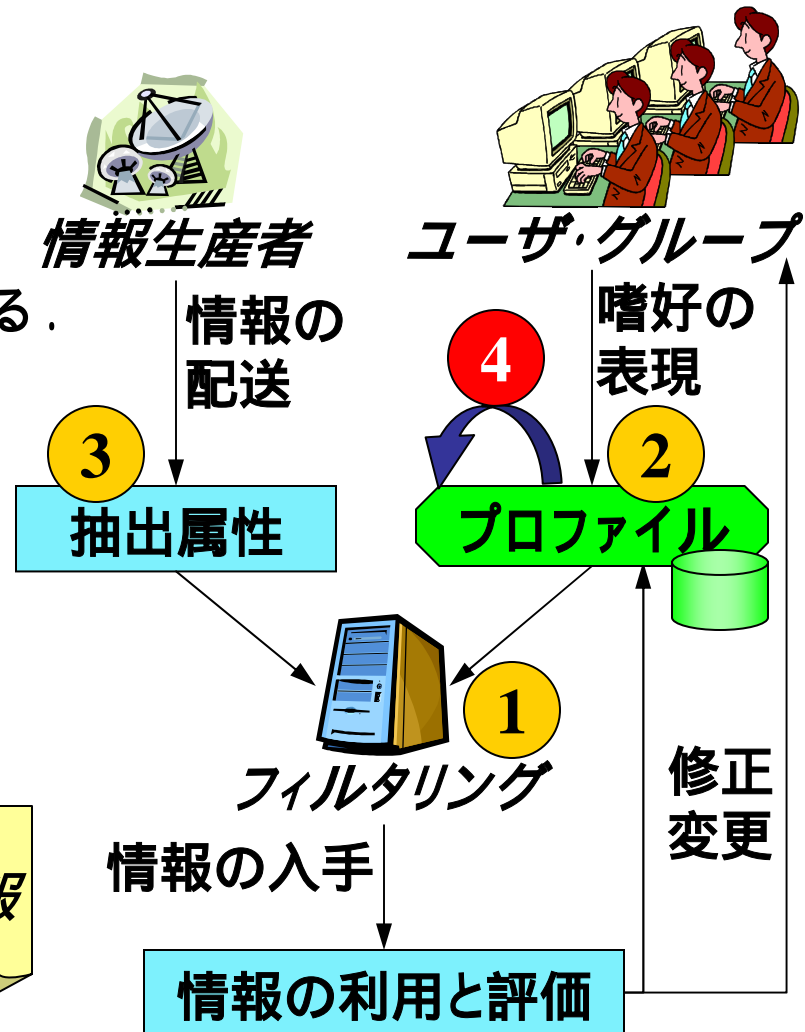 情報生産者
ユーザ・グループ
る．
情報の
配送
嗜好の
表現
4
3
2
抽出属性
プロファイル
1
フィルタリング
修正
変更
情報の入手
報
情報の利用と評価